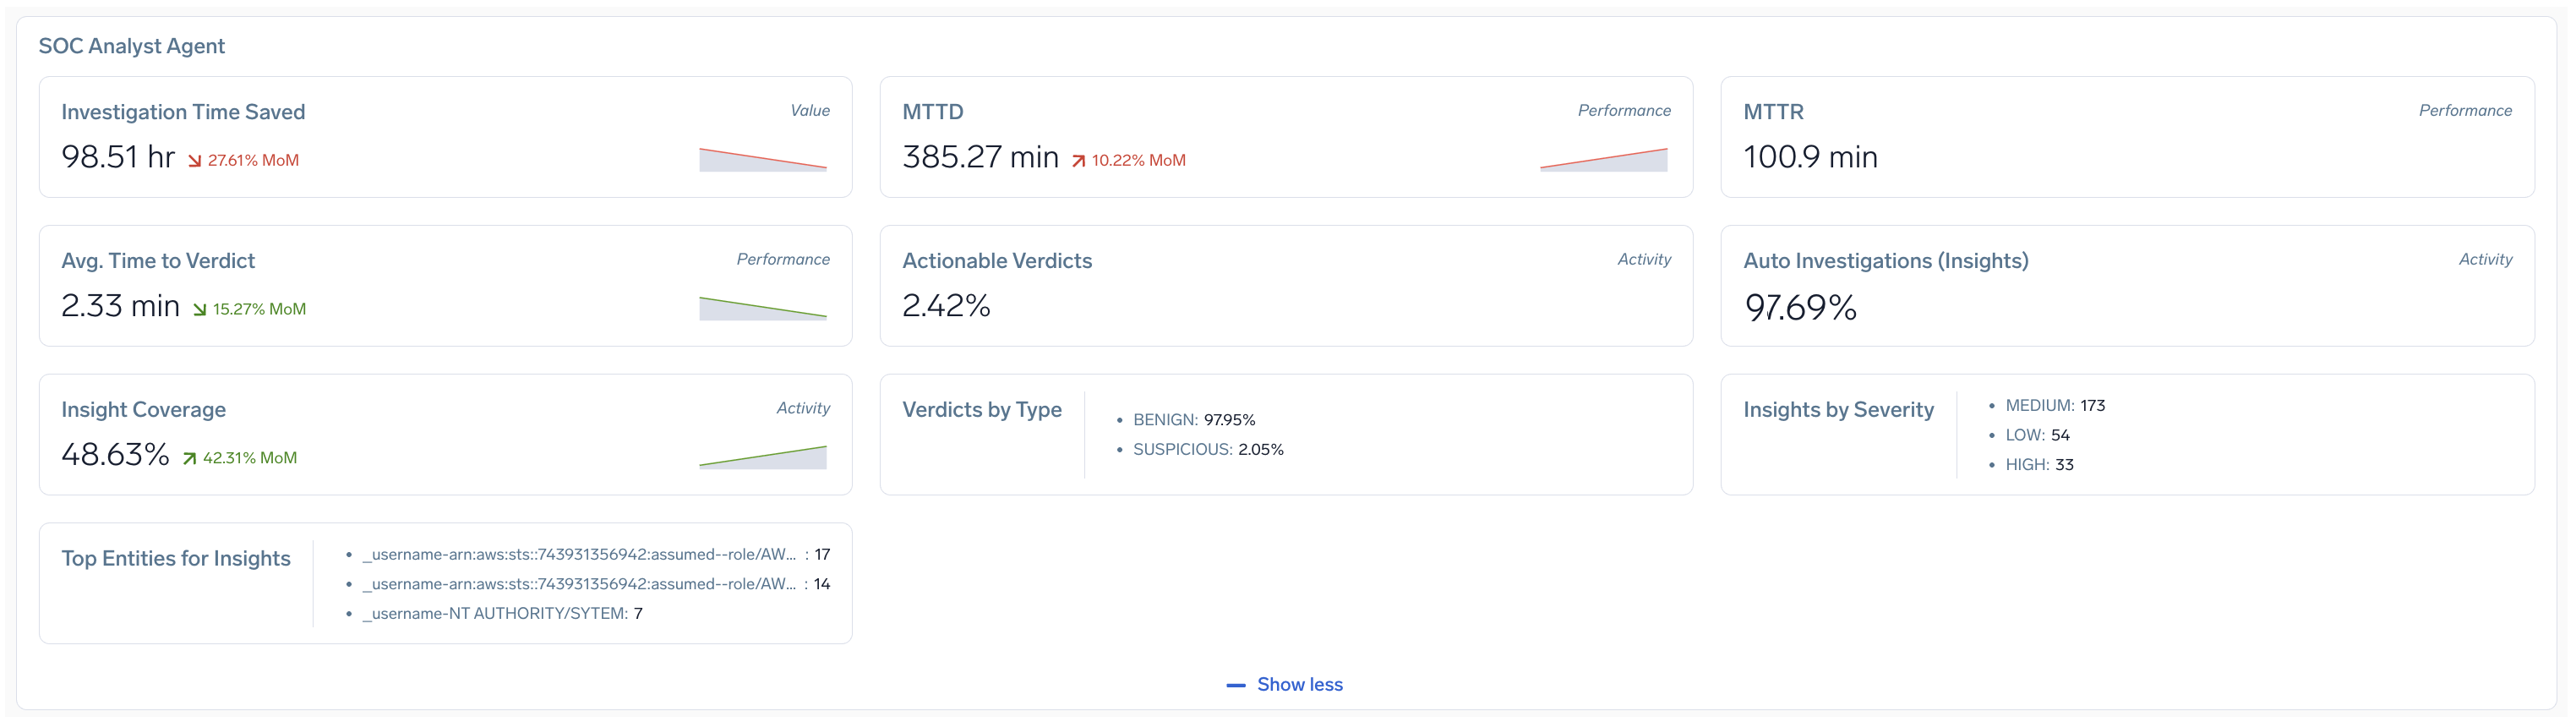 SOC Analyst Agent
Investigation Time Saved
Value
98.51 hr
27.61% MoM
MTTD
Performance
385.27 min
10.22% MoM
MTTR
Performance
100.9 min
Avg. Time to Verdict
Performance
2.33 min
15.27% MoM
Actionable Verdicts
Activity
2.42%
Auto Investigations (Insights)
Activity
97.69%
Insight Coverage
Activity
48.63%
42.31% MoM
Verdicts by Type
• BENIGN: 97.95%
• SUSPICIOUS: 2.05%
Insights by Severity
• MEDIUM: 173
• LOW: 54
• HIGH: 33
Top Entities for Insights
• _username-arn:aws:sts::743931356942:assumed--role/AW... : 17
• _username-arn:aws:sts::743931356942:assumed--role/AW... : 14
• _username-NT AUTHORITY/SYTEM: 7
Show less